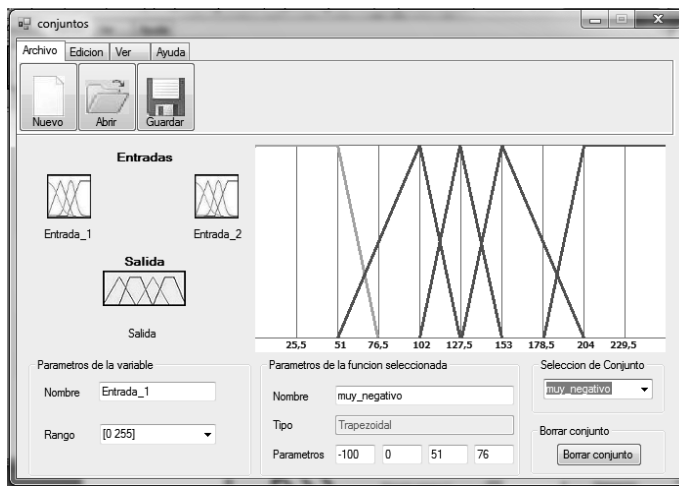 conjuntos
Archivo Edicion Ver Ayuda
Nuevo Abrir Guardar
Entradas
Entrada_1 Entrada_2
Salida
Salida
25,5 51 76,5 102 127,5 153 178,5 204 229,5
Parametros de la variable
Nombre Entrada_1
Rango [0 255]
Parametros de la funcion seleccionada
Nombre muy_negativo
Tipo Trapezoidal
Parametros -100 0 51 76
Seleccion de Conjunto
muy_negativo
Borrar conjunto
Borrar conjunto